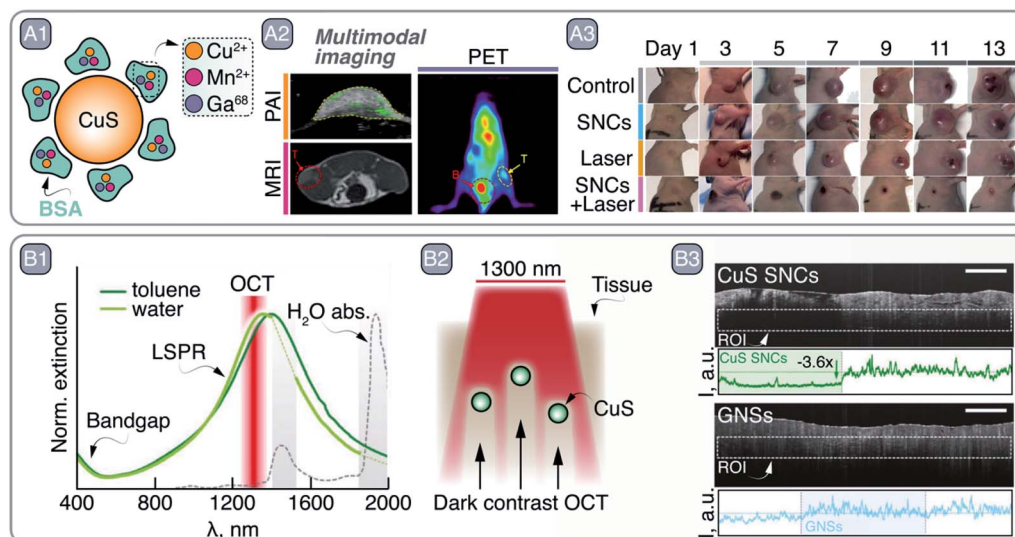 A1
Cu2+
Mn2+
Ga68
CuS
BSA
A2
Multimodal
imaging
PET
PAI
MRI
T
B
T
A3
Day 1 3 5 7 9 11 13
Control
SNCs
Laser
SNCs
+Laser
B1
OCT
toluene
water
H2O abs.
LSPR
Bandgap
Norm. extinction
400 800 1200 1600 2000
λ, nm
B2
1300 nm
Tissue
CuS
Dark contrast OCT
B3
CuS SNCs
ROI
I, a.u.
CuS SNCs
-3.6x
GNSs
ROI
I, a.u.
GNSs